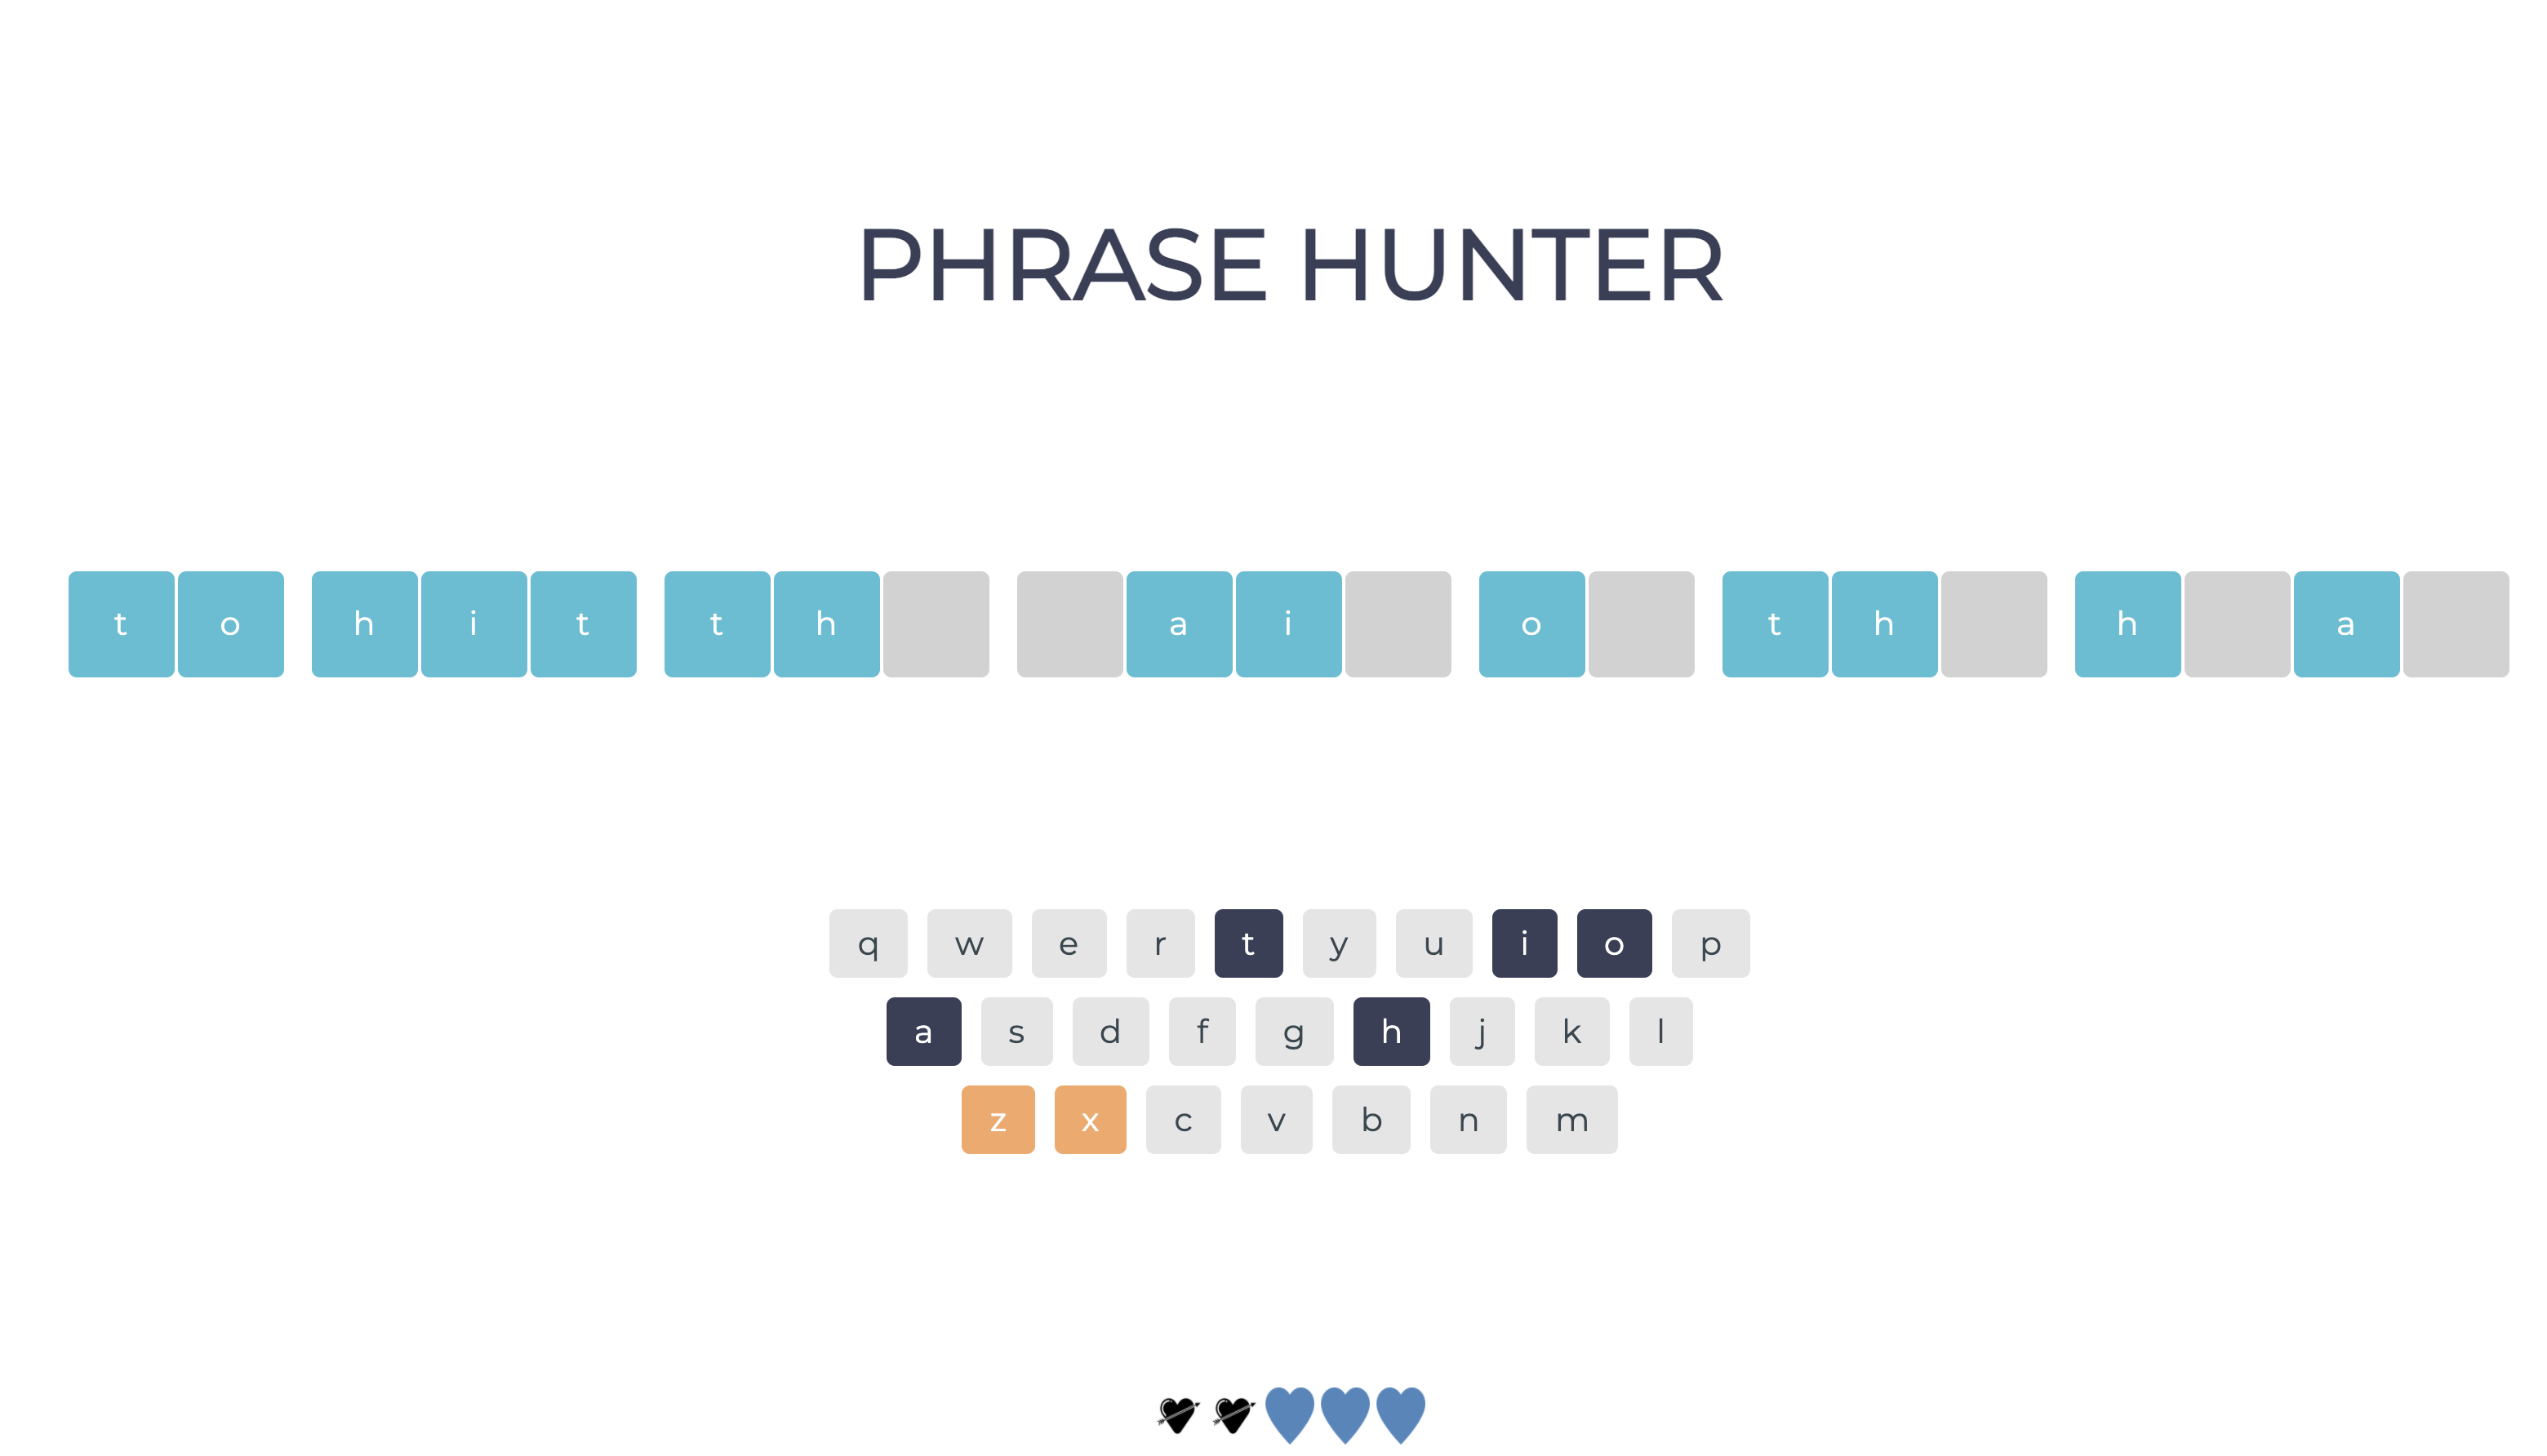 PHRASE HUNTER
t o h i t t h a i o t h h a
q w e r t y u i o p
a s d f g h j k l
z x c v b n m